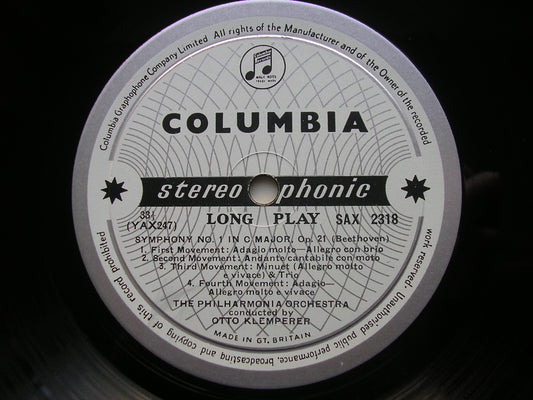 Columbia Graphophone Company Limited All rights of the Manufacturer and of the Owner of the recorded
work reserved· Unauthorised public performance, broadcasting and copying of this record prohibited
COLUMBIA
stereo phonic
LONG PLAY SAX 2318
(YAX247)
SYMPHONY NO. 1 IN C MAJOR, Op. 21 (Beethoven)
1. First Movement: Adagio molto—Allegro con brio
2. Second Movement: Andante cantabile con moto
3. Third Movement: Minuet (Allegro molto
e vivace) & Trio
4. Fourth Movement: Adagio—
Allegro molto e vivace
THE PHILHARMONIA ORCHESTRA
conducted by
OTTO KLEMPERER
MADE IN GT. BRITAIN